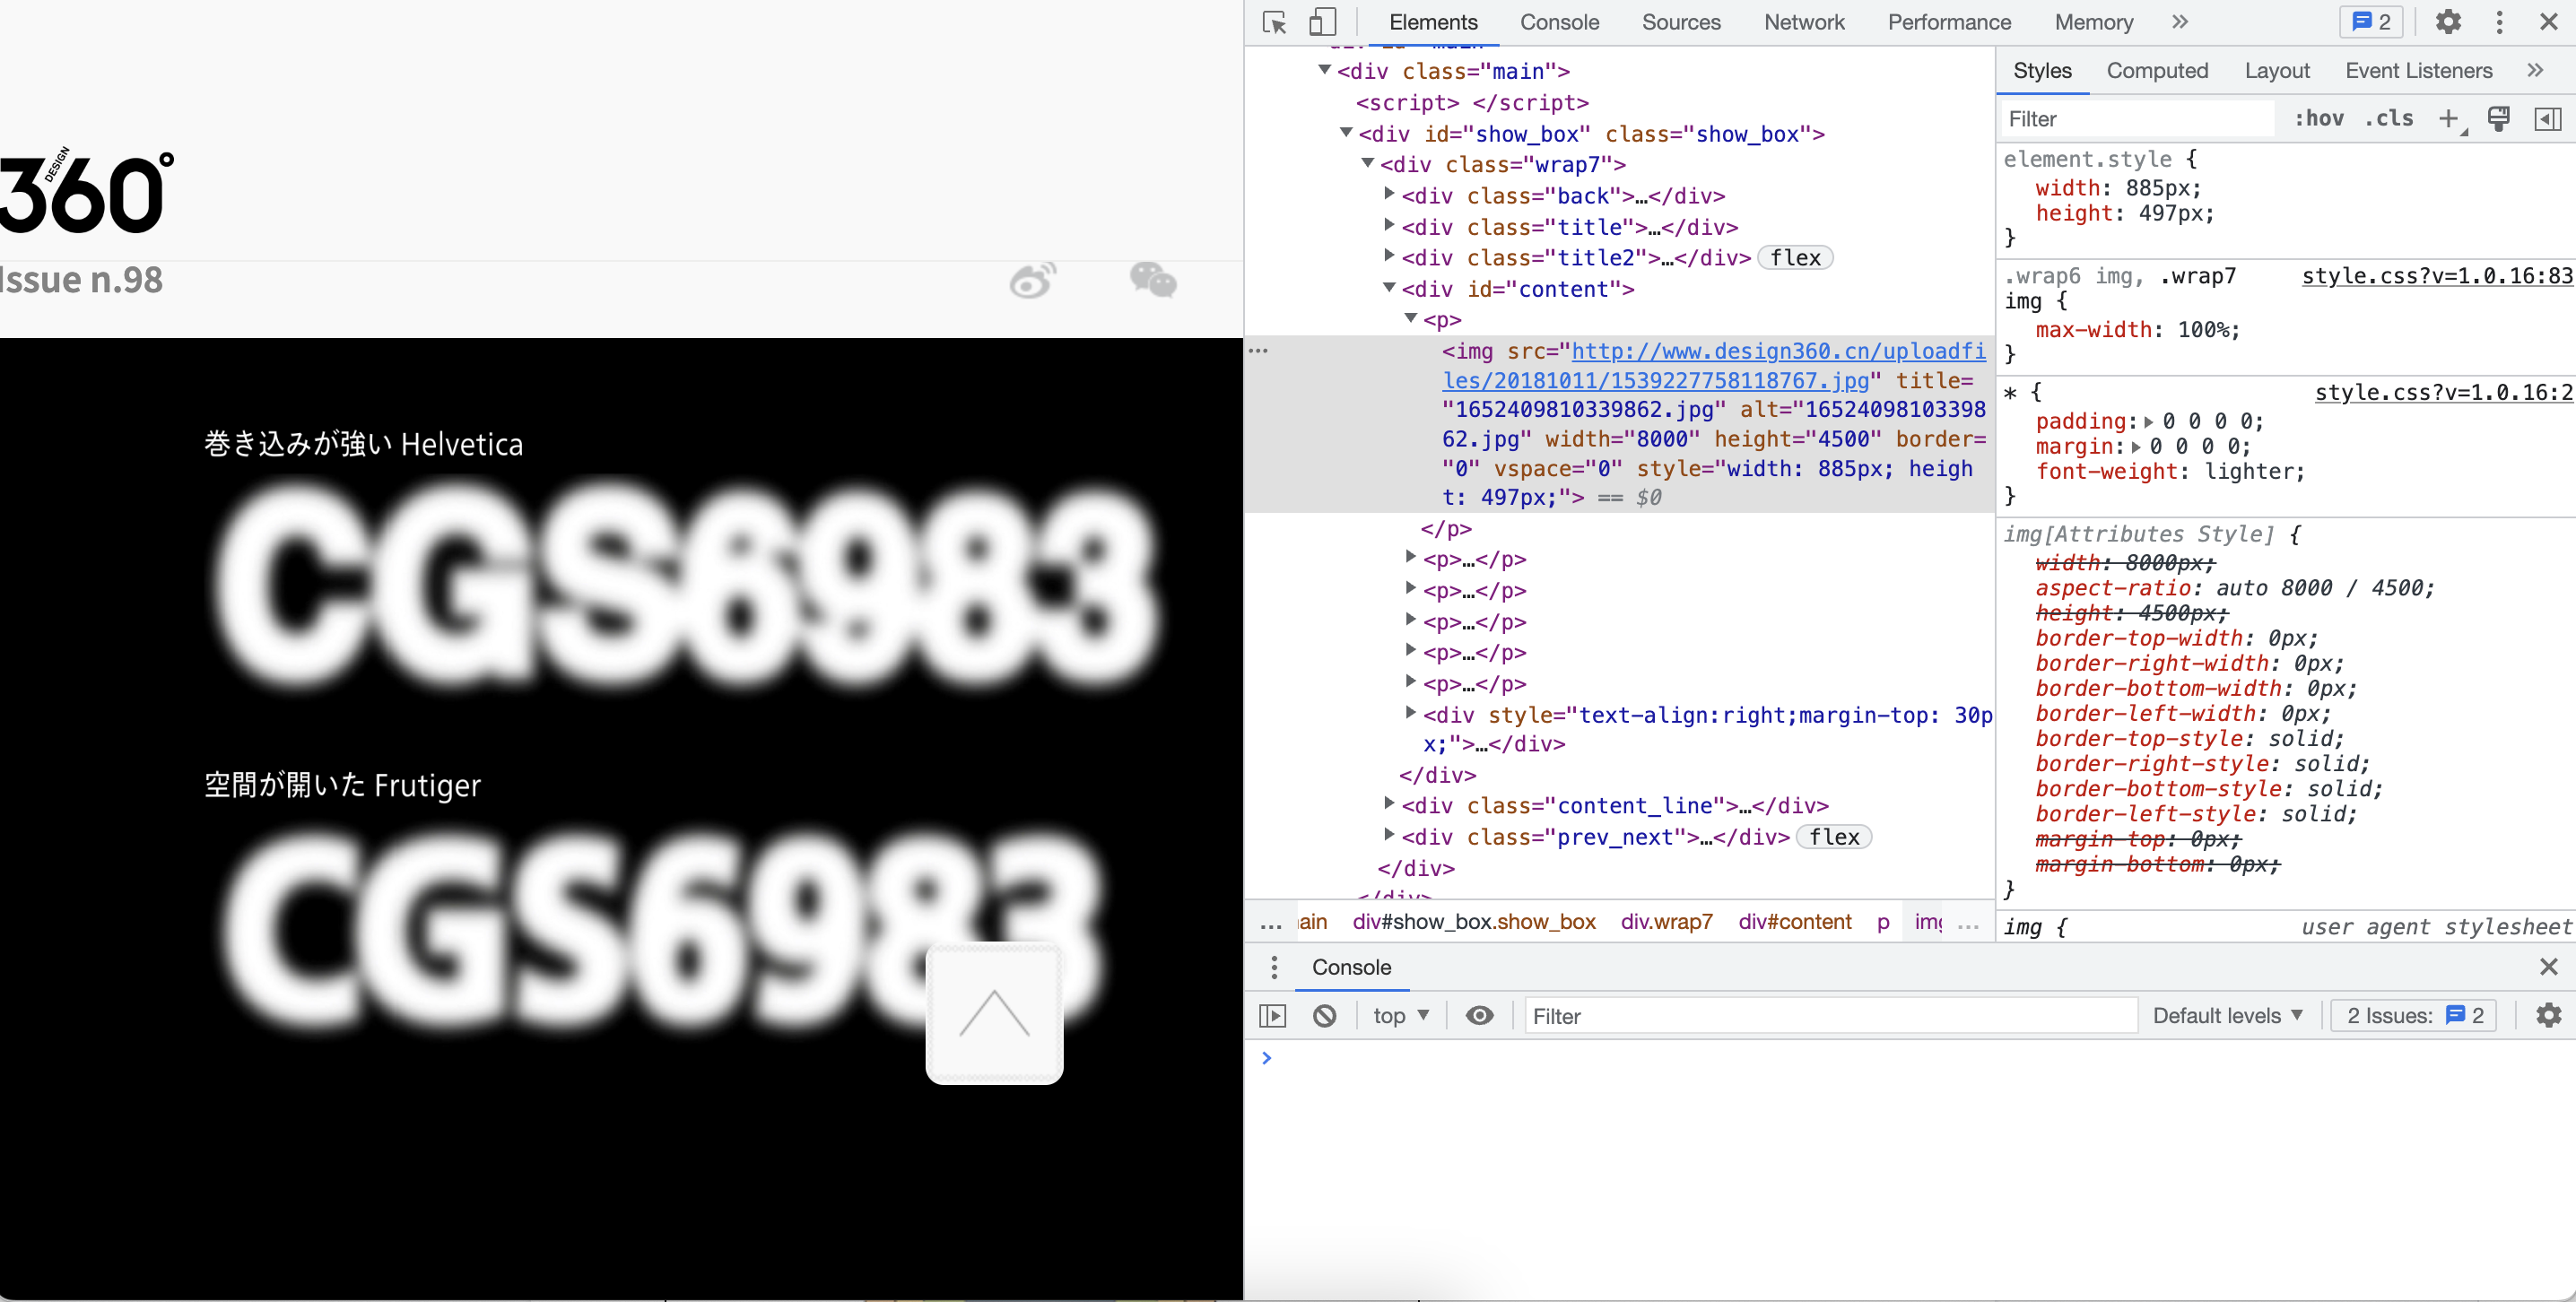 DESIGN
360°
Issue n.98
巻き込みが強い Helvetica
CGS6983
空間が開いた Frutiger
CGS6983
Elements Console Sources Network Performance Memory » 2
<div class="main">
<script> </script>
<div id="show_box" class="show_box">
<div class="wrap7">
<div class="back">…</div>
<div class="title">…</div>
<div class="title2">…</div> flex
<div id="content">
<p>
<img src="http://www.design360.cn/uploadfi
les/20181011/1539227758118767.jpg" title=
"1652409810339862.jpg" alt="16524098103398
62.jpg" width="8000" height="4500" border=
"0" vspace="0" style="width: 885px; heigh
t: 497px;"> == $0
</p>
<p>…</p>
<p>…</p>
<p>…</p>
<p>…</p>
<p>…</p>
<div style="text-align:right;margin-top: 30p
x;">…</div>
</div>
<div class="content_line">…</div>
<div class="prev_next">…</div> flex
</div>
… ain div#show_box.show_box div.wrap7 div#content p img …
Styles Computed Layout Event Listeners »
Filter :hov .cls +
element.style {
width: 885px;
height: 497px;
}
.wrap6 img, .wrap7 style.css?v=1.0.16:83
img {
max-width: 100%;
}
* { style.css?v=1.0.16:2
padding: 0 0 0 0;
margin: 0 0 0 0;
font-weight: lighter;
}
img[Attributes Style] {
width: 8000px;
aspect-ratio: auto 8000 / 4500;
height: 4500px;
border-top-width: 0px;
border-right-width: 0px;
border-bottom-width: 0px;
border-left-width: 0px;
border-top-style: solid;
border-right-style: solid;
border-bottom-style: solid;
border-left-style: solid;
margin-top: 0px;
margin-bottom: 0px;
}
img { user agent stylesheet
Console
top Filter Default levels 2 Issues: 2